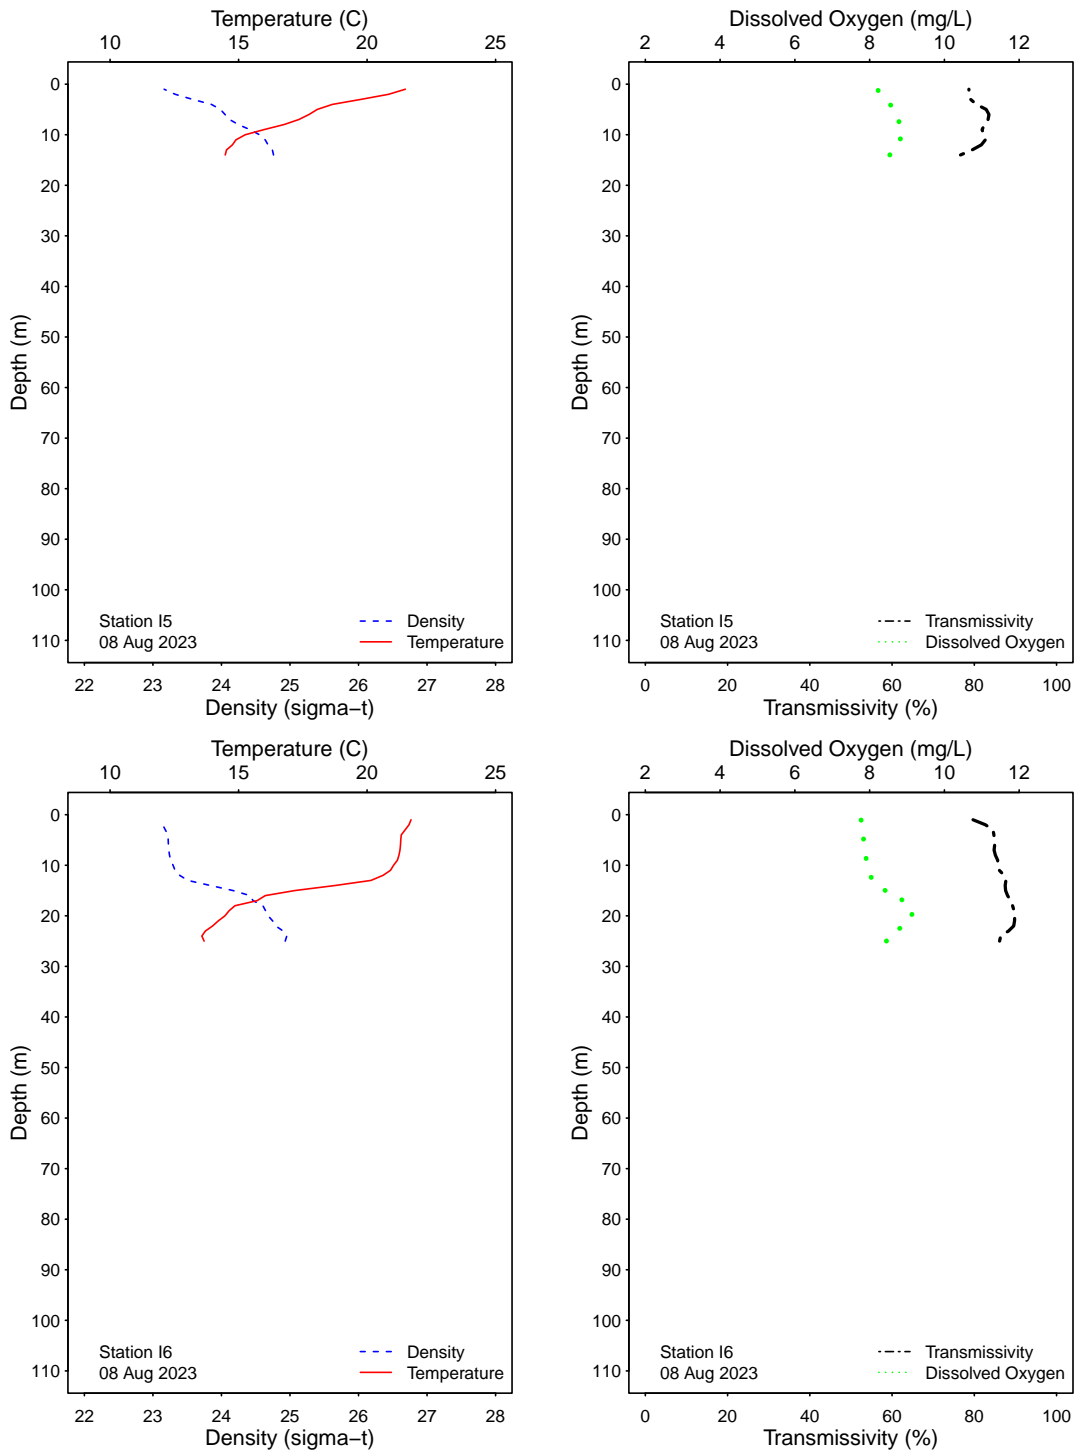 Temperature (C)
10 15 20 25
0
10
20
30
40
50
60
70
80
90
100
110
Depth (m)
Station I5
08 Aug 2023
Density
Temperature
22 23 24 25 26 27 28
Density (sigma−t)
Dissolved Oxygen (mg/L)
2 4 6 8 10 12
0
10
20
30
40
50
60
70
80
90
100
110
Depth (m)
Station I5
08 Aug 2023
Transmissivity
Dissolved Oxygen
0 20 40 60 80 100
Transmissivity (%)
Temperature (C)
10 15 20 25
0
10
20
30
40
50
60
70
80
90
100
110
Depth (m)
Station I6
08 Aug 2023
Density
Temperature
22 23 24 25 26 27 28
Density (sigma−t)
Dissolved Oxygen (mg/L)
2 4 6 8 10 12
0
10
20
30
40
50
60
70
80
90
100
110
Depth (m)
Station I6
08 Aug 2023
Transmissivity
Dissolved Oxygen
0 20 40 60 80 100
Transmissivity (%)